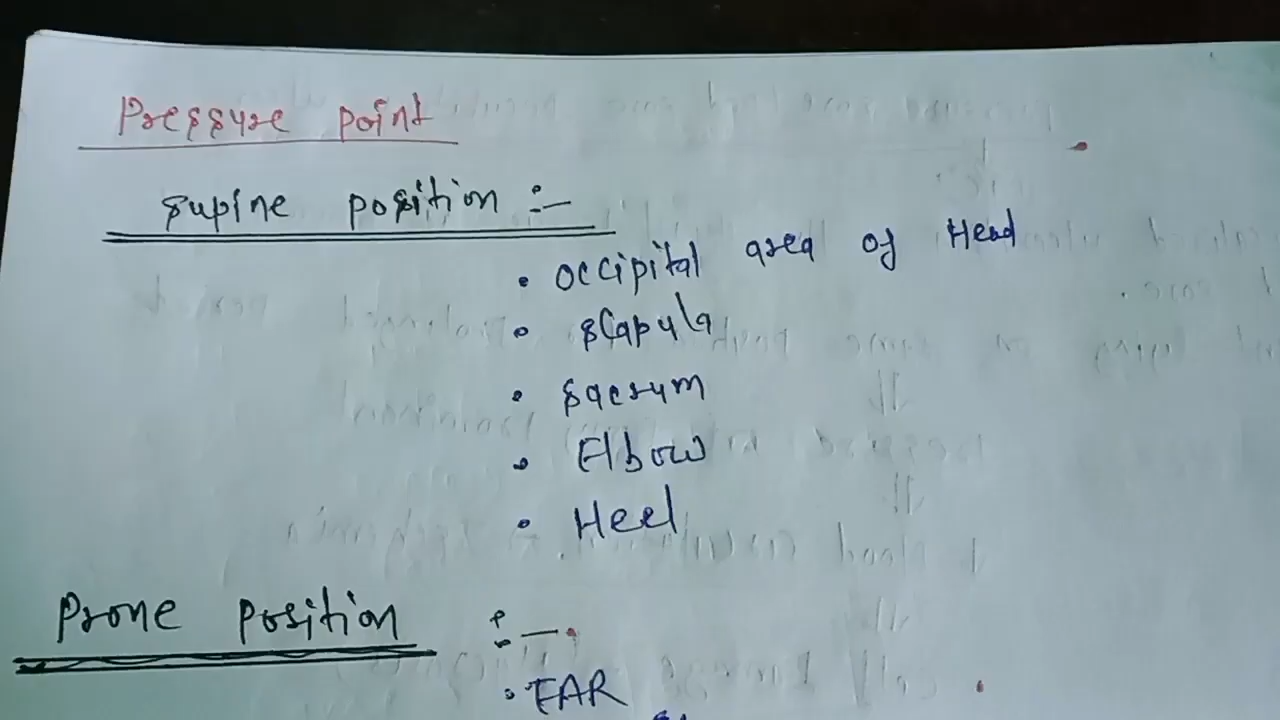 Pressure point
supine position :-
• occipital area of Head
• scapula
• sacrum
• Elbow
• Heel
Prone position :-
• EAR